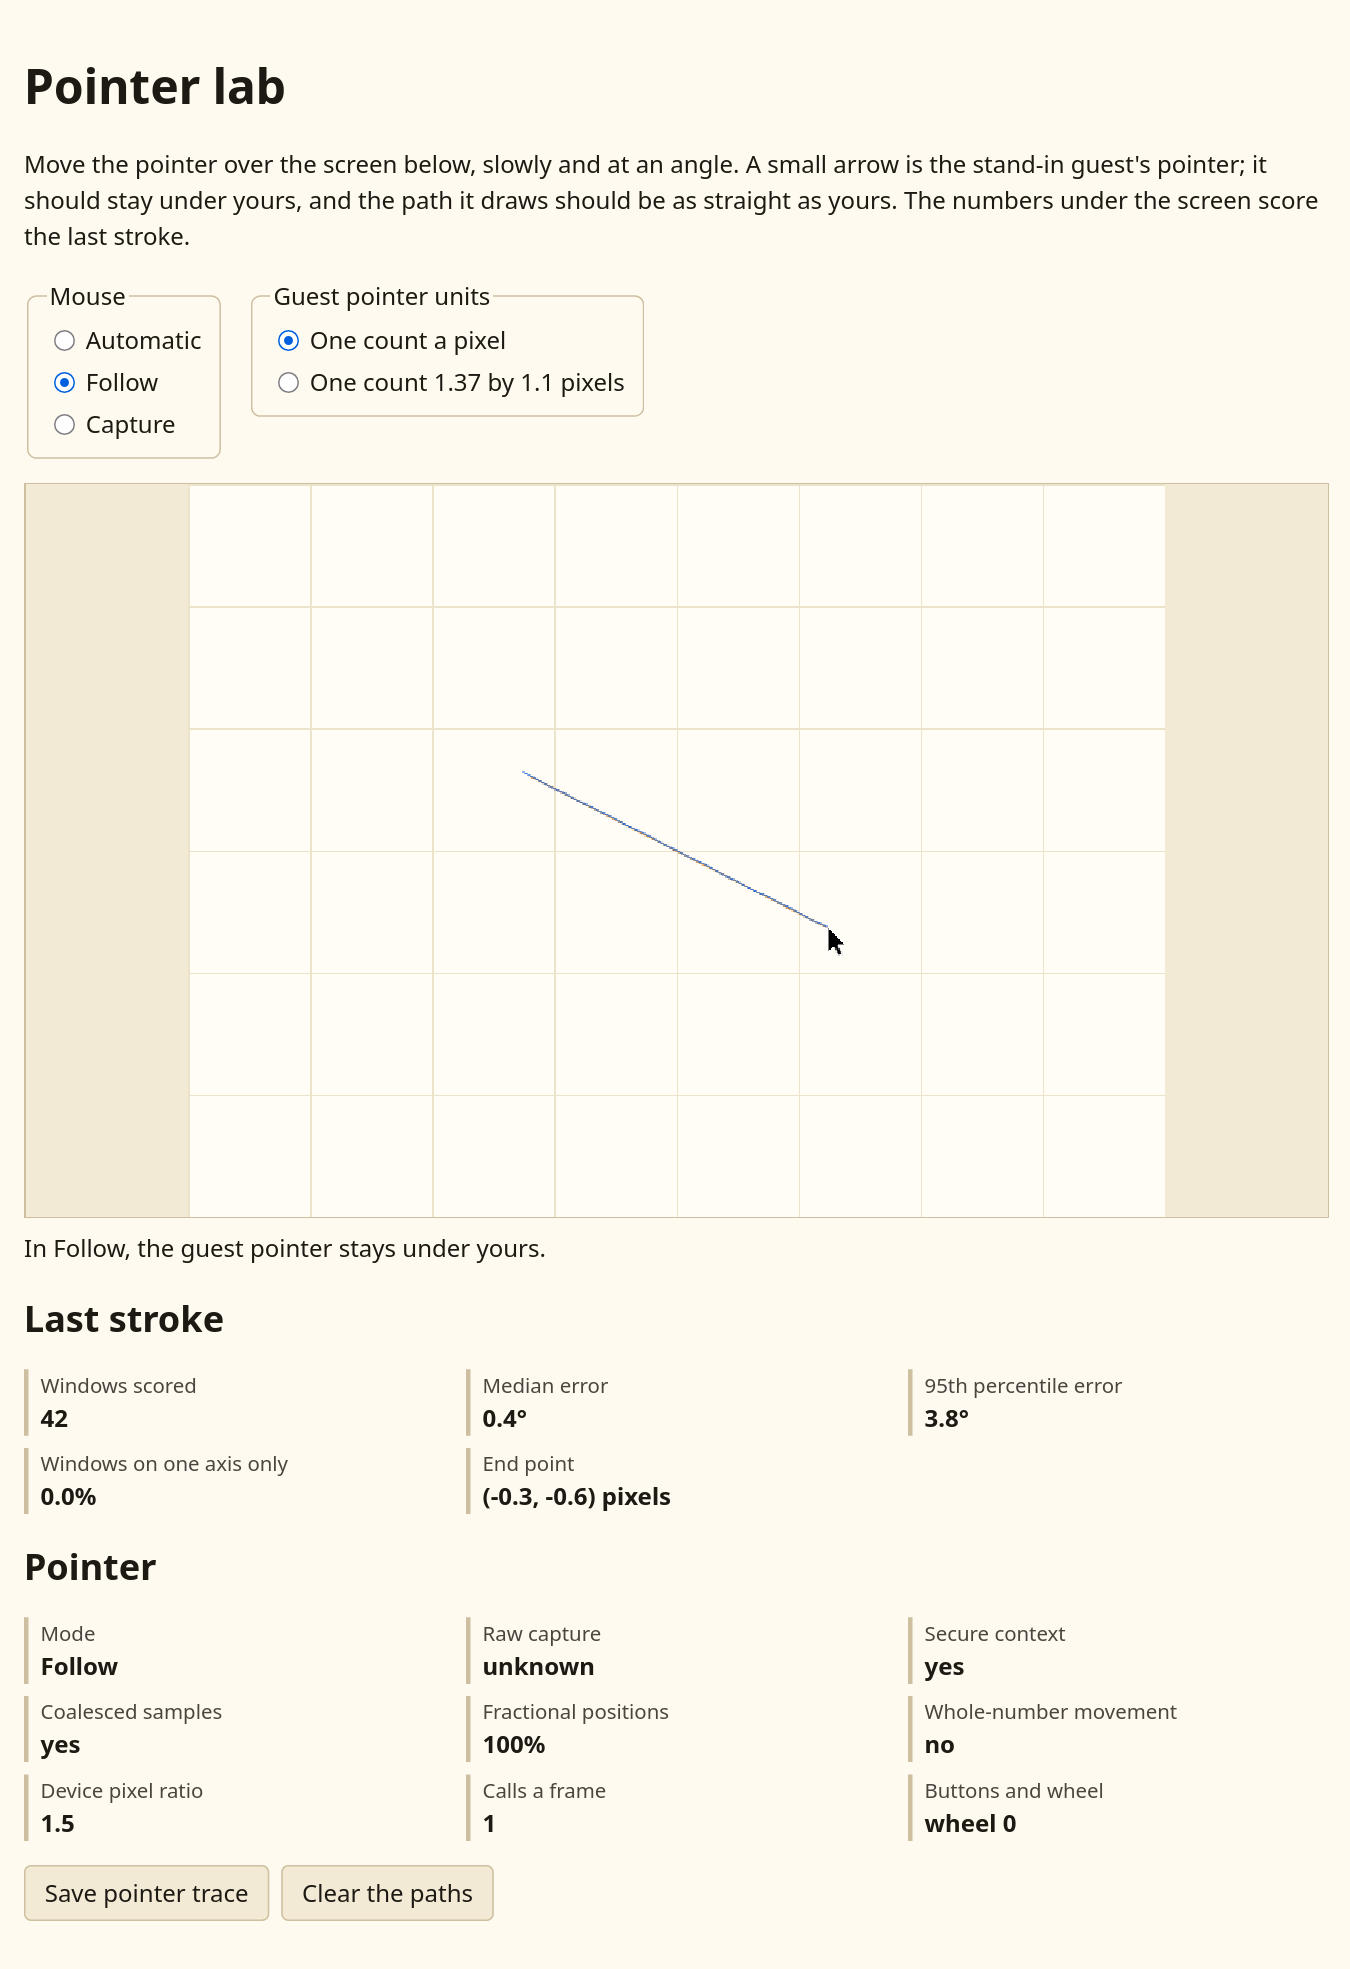 Pointer lab
Move the pointer over the screen below, slowly and at an angle. A small arrow is the stand-in guest's pointer; it
should stay under yours, and the path it draws should be as straight as yours. The numbers under the screen score
the last stroke.
Mouse
Automatic
Follow
Capture
Guest pointer units
One count a pixel
One count 1.37 by 1.1 pixels
In Follow, the guest pointer stays under yours.
Last stroke
Windows scored
42
Median error
0.4°
95th percentile error
3.8°
Windows on one axis only
0.0%
End point
(-0.3, -0.6) pixels
Pointer
Mode
Follow
Raw capture
unknown
Secure context
yes
Coalesced samples
yes
Fractional positions
100%
Whole-number movement
no
Device pixel ratio
1.5
Calls a frame
1
Buttons and wheel
wheel 0
Save pointer trace
Clear the paths